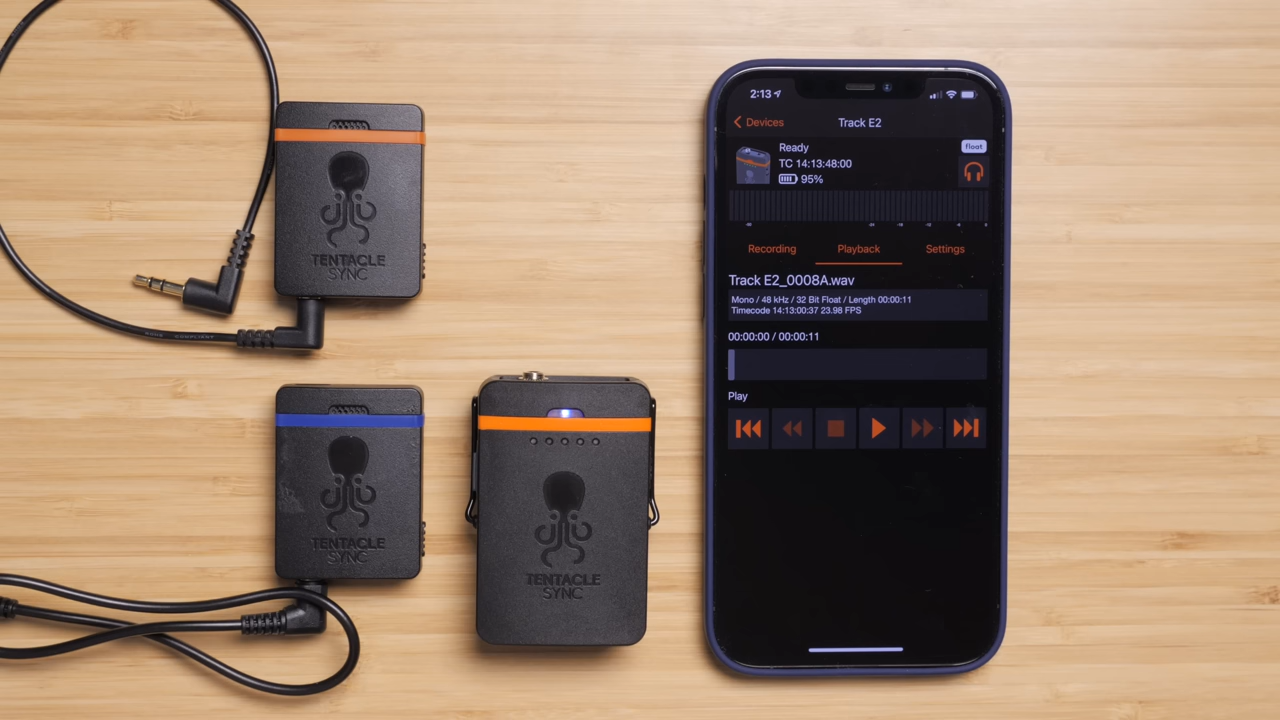 TENTACLE
SYNC
TENTACLE
SYNC
TENTACLE
SYNC
2:13
Devices
Track E2
Ready
float
TC 14:13:48:00
95%
Recording
Playback
Settings
Track E2_0008A.wav
Mono / 48 kHz / 32 Bit Float / Length 00:00:11
Timecode 14:13:00:37 23.98 FPS
00:00:00 / 00:00:11
Play